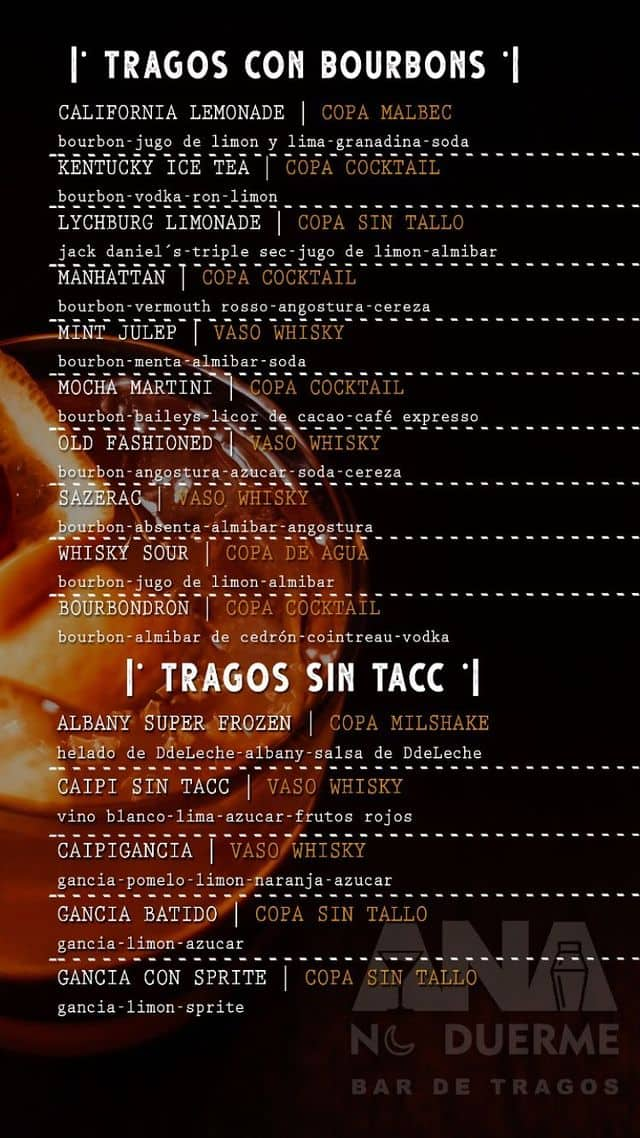 TRAGOS CON BOURBONS
CALIFORNIA LEMONADE | COPA MALBEC
bourbon-jugo de limon y lima-granadina-soda
KENTUCKY ICE TEA | COPA COCKTAIL
bourbon-vodka-ron-limon
LYCHBURG LIMONADE | COPA SIN TALLO
jack daniel´s-triple sec-jugo de limon-almibar
MANHATTAN | COPA COCKTAIL
bourbon-vermouth rosso-angostura-cereza
MINT JULEP | VASO WHISKY
bourbon-menta-almibar-soda
MOCHA MARTINI | COPA COCKTAIL
bourbon-baileys-licor de cacao-café expresso
OLD FASHIONED | VASO WHISKY
bourbon-angostura-azucar-soda-cereza
SAZERAC | VASO WHISKY
bourbon-absenta-almibar-angostura
WHISKY SOUR | COPA DE AGUA
bourbon-jugo de limon-almibar
BOURBONDRON | COPA COCKTAIL
bourbon-almibar de cedrón-cointreau-vodka
TRAGOS SIN TACC
ALBANY SUPER FROZEN | COPA MILSHAKE
helado de DdeLeche-albany-salsa de DdeLeche
CAIPI SIN TACC | VASO WHISKY
vino blanco-lima-azucar-frutos rojos
CAIPIGANCIA | VASO WHISKY
gancia-pomelo-limon-naranja-azucar
GANCIA BATIDO | COPA SIN TALLO
gancia-limon-azucar
GANCIA CON SPRITE | COPA SIN TALLO
gancia-limon-sprite
ANA
NO DUERME
BAR DE TRAGOS